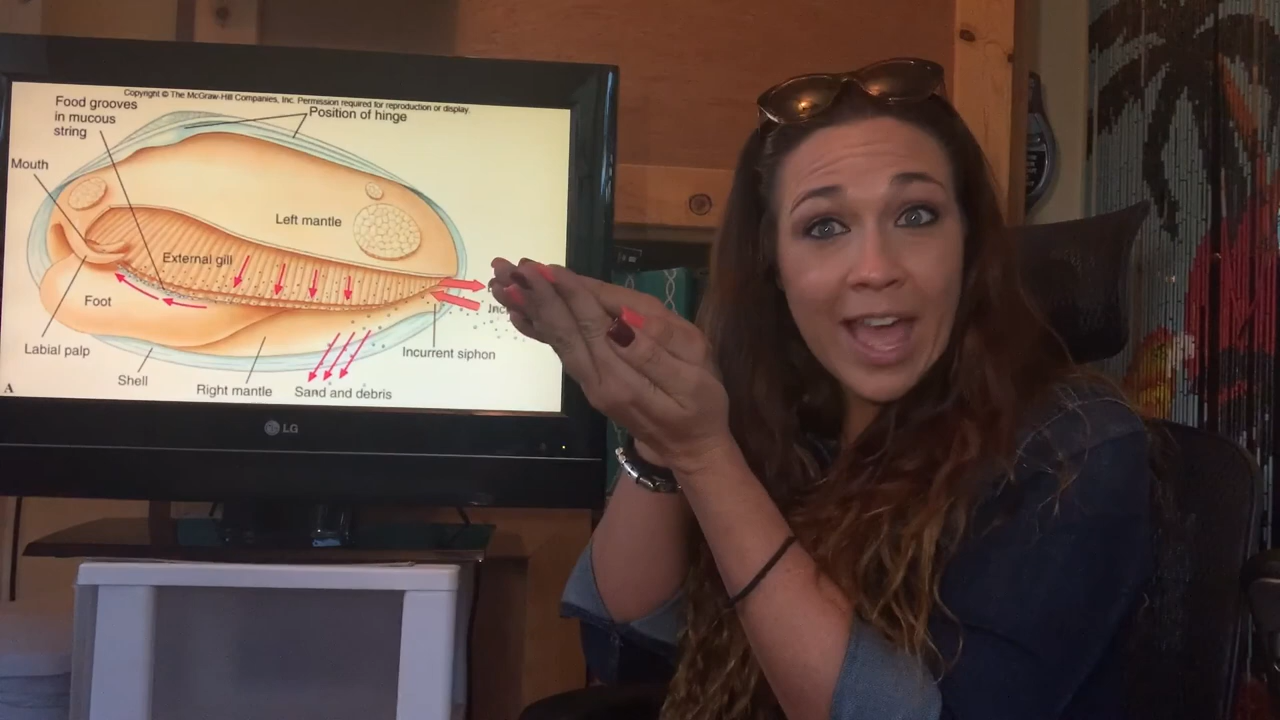 Copyright © The McGraw-Hill Companies, Inc. Permission required for reproduction or display.
Food grooves
in mucous
string
Position of hinge
Mouth
Left mantle
External gill
Foot
Labial palp
Incurrent siphon
Shell
Right mantle
Sand and debris
A
LG